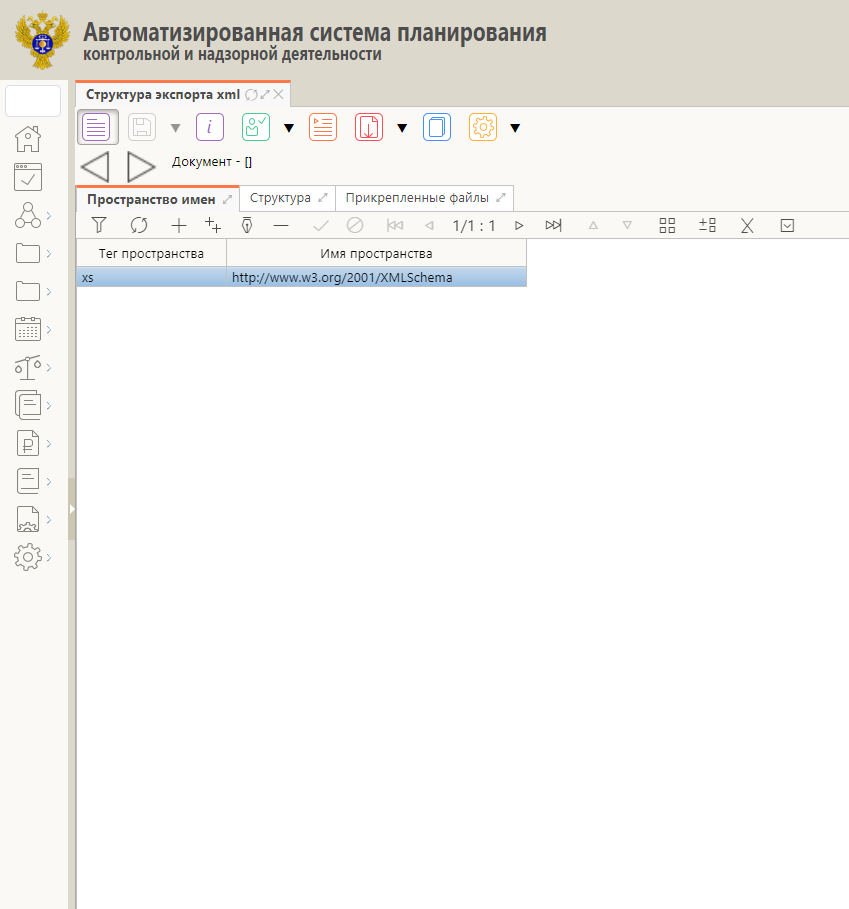 Автоматизированная система планирования
контрольной и надзорной деятельности
Структура экспорта xml
i
Документ - []
Пространство имен
Структура
Прикрепленные файлы
1/1 : 1
Тег пространства
Имя пространства
xs
http://www.w3.org/2001/XMLSchema